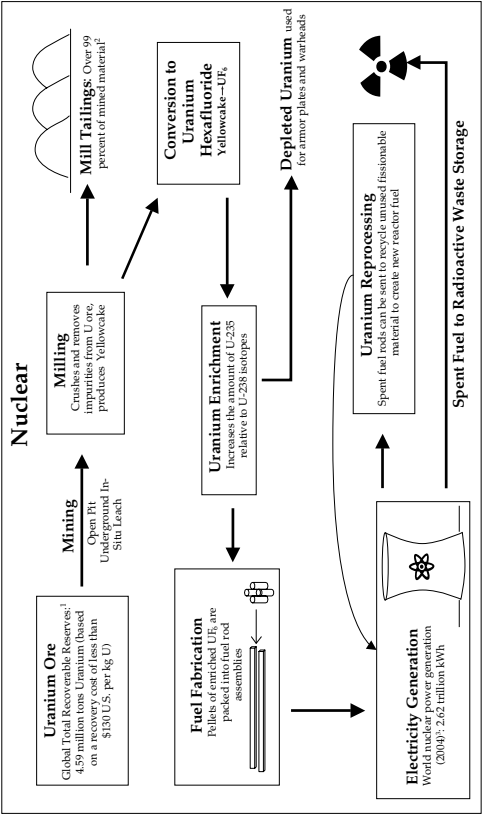 Nuclear
Uranium Ore
Global Total Recoverable Reserves:¹
4.59 million tons Uranium (based
on a recovery cost of less than
$130 U.S. per kg U)
Mining
Open Pit
Underground In-
Situ Leach
Milling
Crushes and removes
impurities from U ore,
produces Yellowcake
Mill Tailings: Over 99
percent of mined material²
Conversion to
Uranium
Hexafluoride
Yellowcake→UF₆
Uranium Enrichment
Increases the amount of U-235
relative to U-238 isotopes
Depleted Uranium used
for armor plates and warheads
Fuel Fabrication
Pellets of enriched UF₆ are
packed into fuel rod
assemblies
Electricity Generation
World nuclear power generation
(2004)³: 2.62 trillion kWh
Uranium Reprocessing
Spent fuel rods can be sent to recycle unused fissionable
material to create new reactor fuel
Spent Fuel to Radioactive Waste Storage